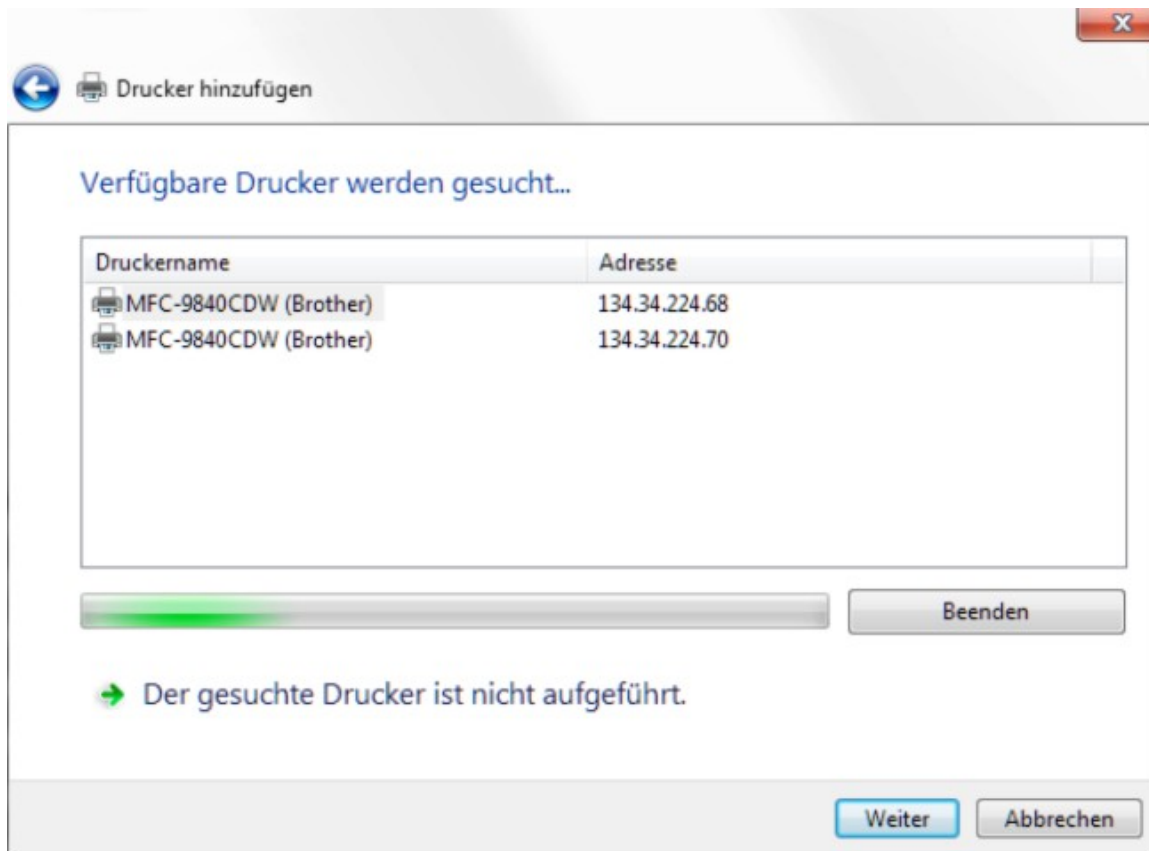 Drucker hinzufügen
Verfügbare Drucker werden gesucht...
Druckername Adresse
MFC-9840CDW (Brother) 134.34.224.68
MFC-9840CDW (Brother) 134.34.224.70
Beenden
Der gesuchte Drucker ist nicht aufgeführt.
Weiter Abbrechen